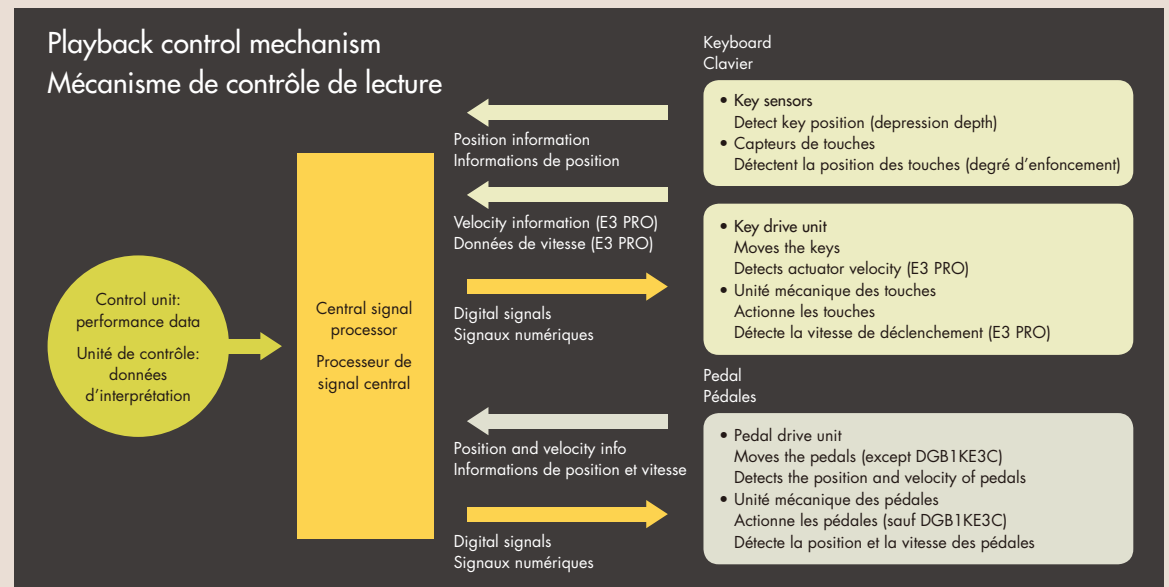 Playback control mechanism
Mécanisme de contrôle de lecture
Control unit:
performance data
Unité de contrôle:
données
d'interprétation
Central signal
processor
Processeur de
signal central
Position information
Informations de position
Velocity information (E3 PRO)
Données de vitesse (E3 PRO)
Digital signals
Signaux numériques
Position and velocity info
Informations de position et vitesse
Digital signals
Signaux numériques
Keyboard
Clavier
• Key sensors
Detect key position (depression depth)
• Capteurs de touches
Détectent la position des touches (degré d'enfoncement)
• Key drive unit
Moves the keys
Detects actuator velocity (E3 PRO)
• Unité mécanique des touches
Actionne les touches
Détecte la vitesse de déclenchement (E3 PRO)
Pedal
Pédales
• Pedal drive unit
Moves the pedals (except DGB1KE3C)
Detects the position and velocity of pedals
• Unité mécanique des pédales
Actionne les pédales (sauf DGB1KE3C)
Détecte la position et la vitesse des pédales